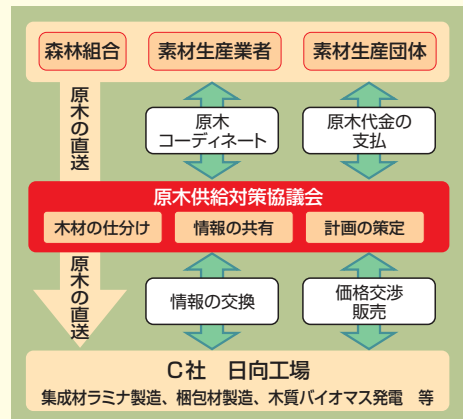 森林組合
素材生産業者
素材生産団体
原木の直送
原木
コーディネート
原木代金の
支払
原木供給対策協議会
木材の仕分け
情報の共有
計画の策定
原木の直送
情報の交換
価格交渉
販売
C社 日向工場
集成材ラミナ製造、梱包材製造、木質バイオマス発電 等